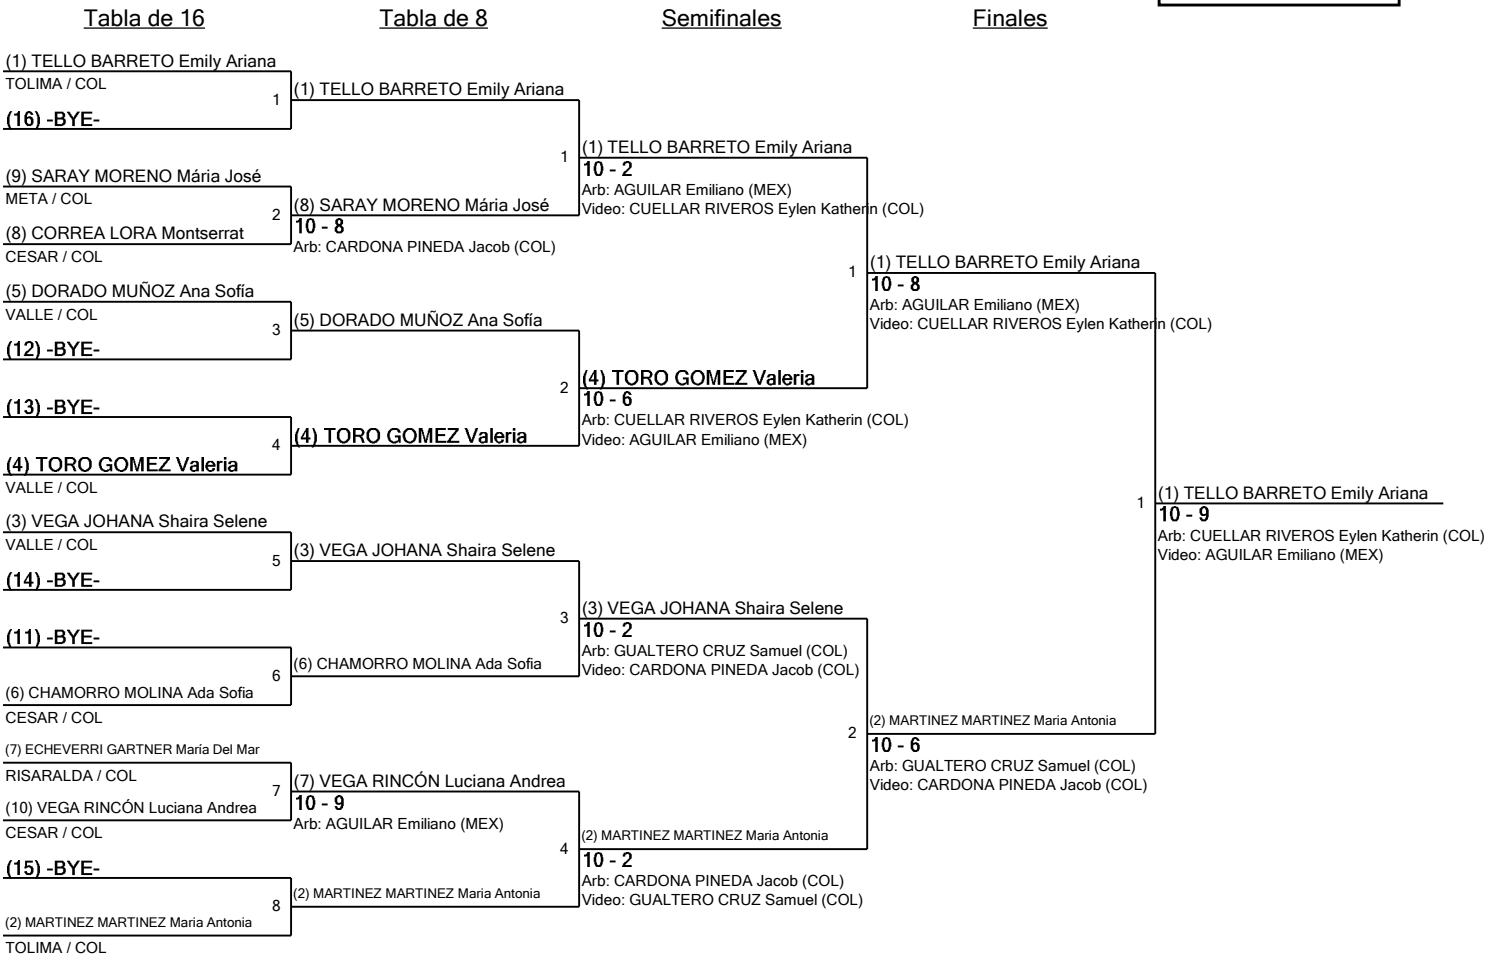 Tabla de 16
Tabla de 8
Semifinales
Finales
(1) TELLO BARRETO Emily Ariana
TOLIMA / COL
1
(16) -BYE-
(9) SARAY MORENO Mária José
META / COL
2
(8) CORREA LORA Montserrat
CESAR / COL
(5) DORADO MUÑOZ Ana Sofía
VALLE / COL
3
(12) -BYE-
(13) -BYE-
4
(4) TORO GOMEZ Valeria
VALLE / COL
(3) VEGA JOHANA Shaira Selene
VALLE / COL
5
(14) -BYE-
(11) -BYE-
6
(6) CHAMORRO MOLINA Ada Sofia
CESAR / COL
(7) ECHEVERRI GARTNER María Del Mar
RISARALDA / COL
7
(10) VEGA RINCÓN Luciana Andrea
CESAR / COL
(15) -BYE-
8
(2) MARTINEZ MARTINEZ Maria Antonia
TOLIMA / COL
(1) TELLO BARRETO Emily Ariana
1
(8) SARAY MORENO Mária José
10 - 8
Arb: CARDONA PINEDA Jacob (COL)
(5) DORADO MUÑOZ Ana Sofía
2
(4) TORO GOMEZ Valeria
(3) VEGA JOHANA Shaira Selene
3
(6) CHAMORRO MOLINA Ada Sofia
(7) VEGA RINCÓN Luciana Andrea
10 - 9
Arb: AGUILAR Emiliano (MEX)
4
(2) MARTINEZ MARTINEZ Maria Antonia
(1) TELLO BARRETO Emily Ariana
10 - 2
Arb: AGUILAR Emiliano (MEX)
Video: CUELLAR RIVEROS Eylen Katherin (COL)
1
(4) TORO GOMEZ Valeria
10 - 6
Arb: CUELLAR RIVEROS Eylen Katherin (COL)
Video: AGUILAR Emiliano (MEX)
(3) VEGA JOHANA Shaira Selene
10 - 2
Arb: GUALTERO CRUZ Samuel (COL)
Video: CARDONA PINEDA Jacob (COL)
2
(2) MARTINEZ MARTINEZ Maria Antonia
10 - 2
Arb: CARDONA PINEDA Jacob (COL)
Video: GUALTERO CRUZ Samuel (COL)
(1) TELLO BARRETO Emily Ariana
10 - 8
Arb: AGUILAR Emiliano (MEX)
Video: CUELLAR RIVEROS Eylen Katherin (COL)
1
(2) MARTINEZ MARTINEZ Maria Antonia
10 - 6
Arb: GUALTERO CRUZ Samuel (COL)
Video: CARDONA PINEDA Jacob (COL)
(1) TELLO BARRETO Emily Ariana
10 - 9
Arb: CUELLAR RIVEROS Eylen Katherin (COL)
Video: AGUILAR Emiliano (MEX)